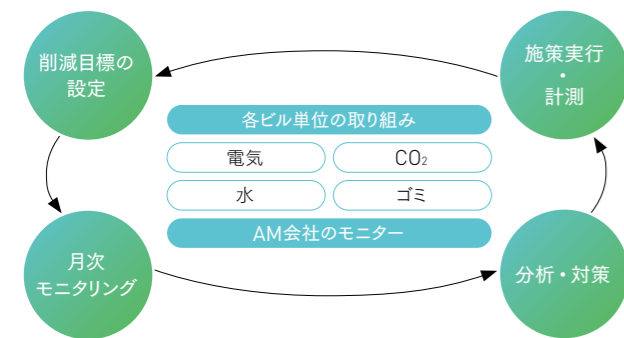 削減目標の
設定
施策実行
・
計測
各ビル単位の取り組み
電気
CO₂
水
ゴミ
AM会社のモニター
月次
モニタリング
分析・対策